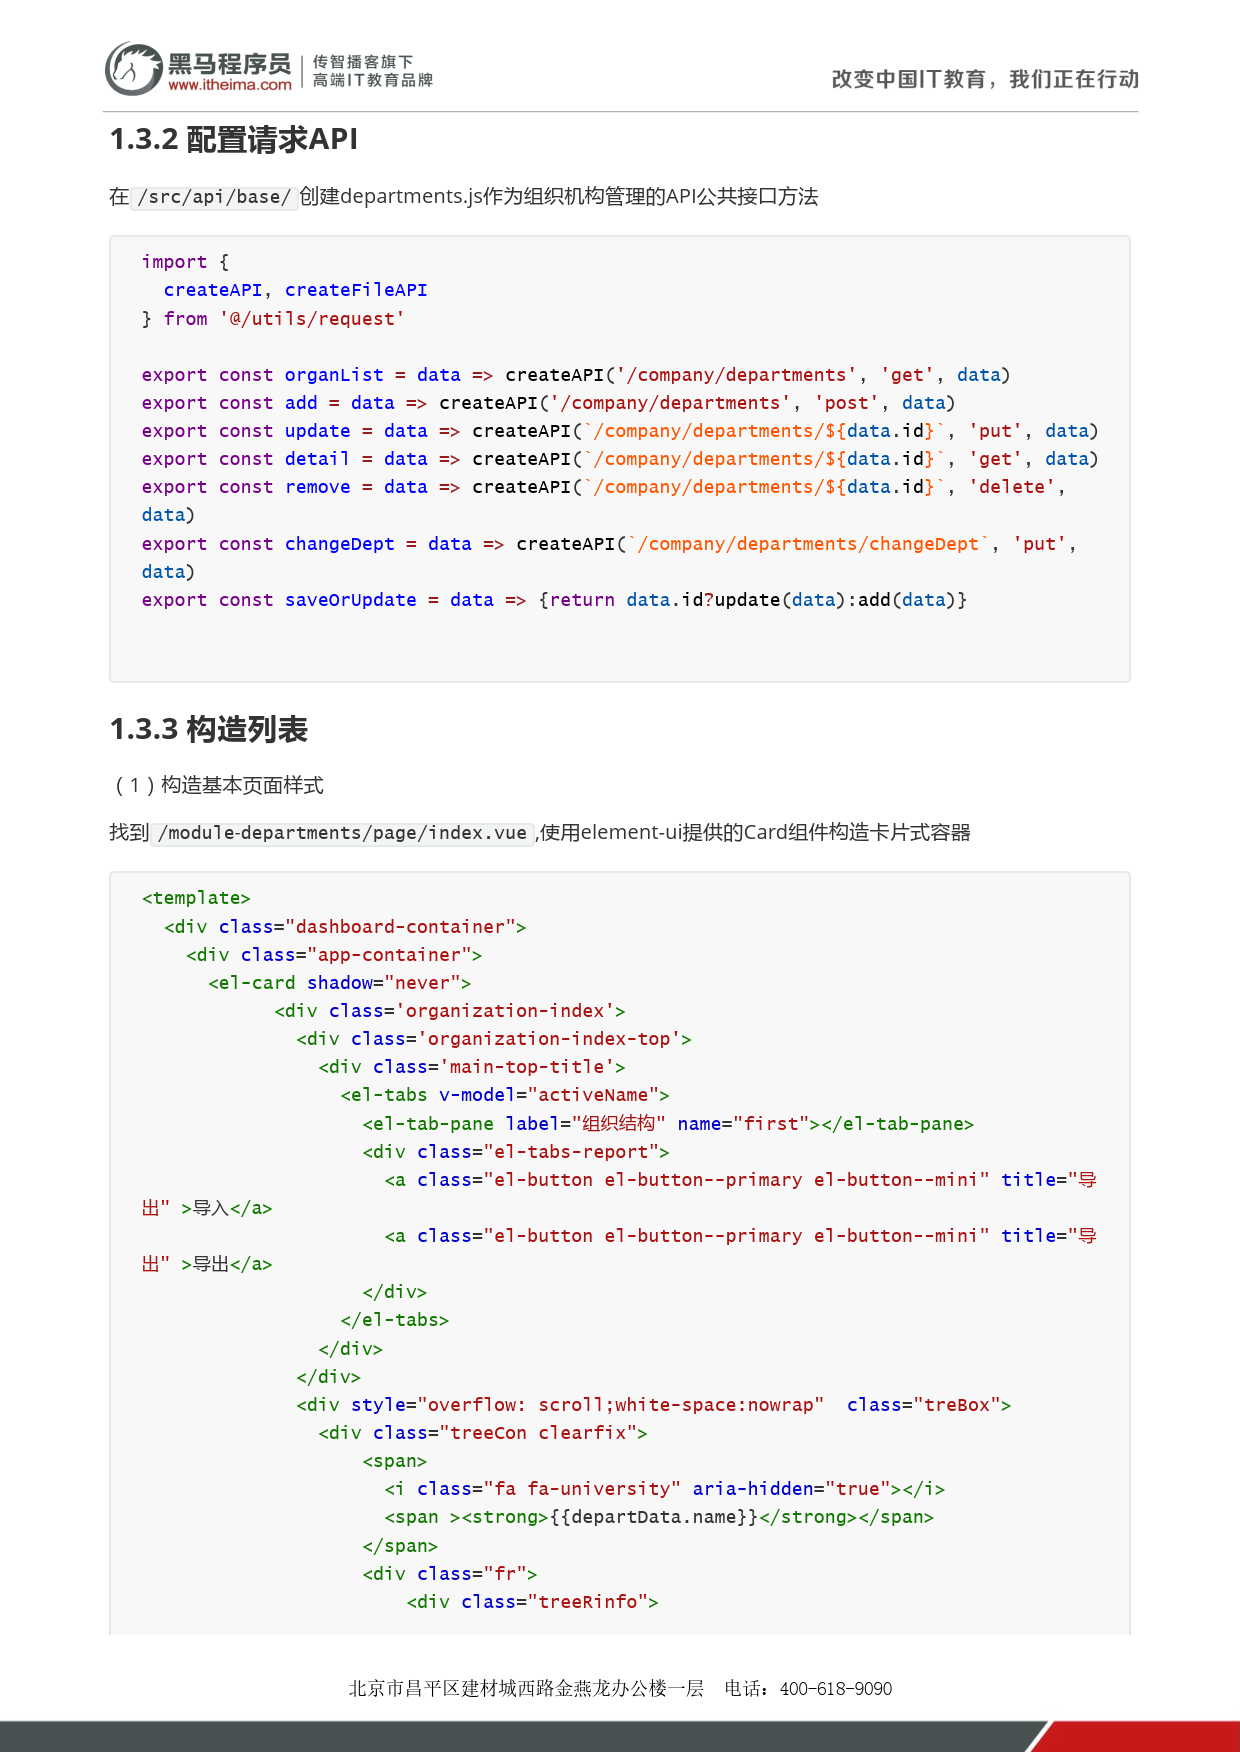 黑马程序员
www.itheima.com
传智播客旗下
高端IT教育品牌
改变中国IT教育，我们正在行动
1.3.2 配置请求API
在 /src/api/base/ 创建departments.js作为组织机构管理的API公共接口方法
import {
  createAPI, createFileAPI
} from '@/utils/request'
export const organList = data => createAPI('/company/departments', 'get', data)
export const add = data => createAPI('/company/departments', 'post', data)
export const update = data => createAPI(`/company/departments/${data.id}`, 'put', data)
export const detail = data => createAPI(`/company/departments/${data.id}`, 'get', data)
export const remove = data => createAPI(`/company/departments/${data.id}`, 'delete',
data)
export const changeDept = data => createAPI(`/company/departments/changeDept`, 'put',
data)
export const saveOrUpdate = data => {return data.id?update(data):add(data)}
1.3.3 构造列表
（1）构造基本页面样式
找到 /module-departments/page/index.vue ,使用element-ui提供的Card组件构造卡片式容器
<template>
  <div class="dashboard-container">
    <div class="app-container">
      <el-card shadow="never">
            <div class='organization-index'>
              <div class='organization-index-top'>
                <div class='main-top-title'>
                  <el-tabs v-model="activeName">
                    <el-tab-pane label="组织结构" name="first"></el-tab-pane>
                    <div class="el-tabs-report">
                      <a class="el-button el-button--primary el-button--mini" title="导
出" >导入</a>
                      <a class="el-button el-button--primary el-button--mini" title="导
出" >导出</a>
                    </div>
                  </el-tabs>
                </div>
              </div>
              <div style="overflow: scroll;white-space:nowrap"  class="treBox">
                <div class="treeCon clearfix">
                    <span>
                      <i class="fa fa-university" aria-hidden="true"></i>
                      <span ><strong>{{departData.name}}</strong></span>
                    </span>
                    <div class="fr">
                        <div class="treeRinfo">
北京市昌平区建材城西路金燕龙办公楼一层  电话：400-618-9090